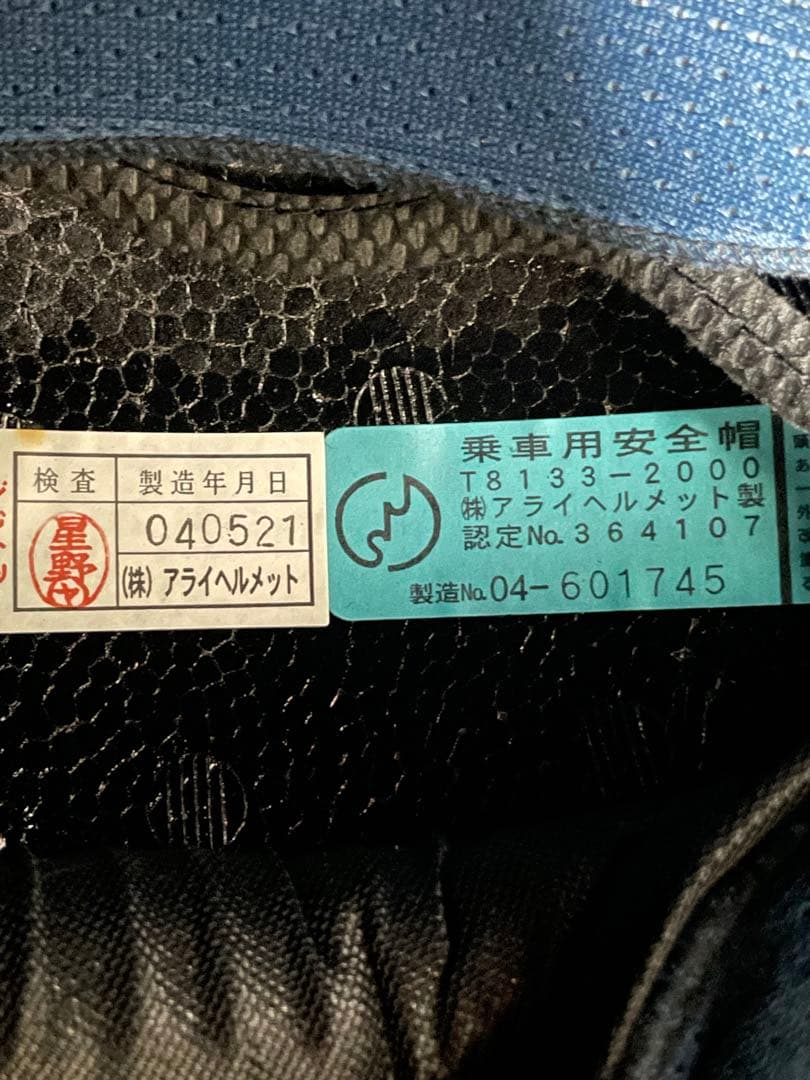 検査
製造年月日
星野
040521
(株) アライヘルメット
乗車用安全帽
T8133-2000
㈱アライヘルメット製
認定No.364107
製造No.04-601745